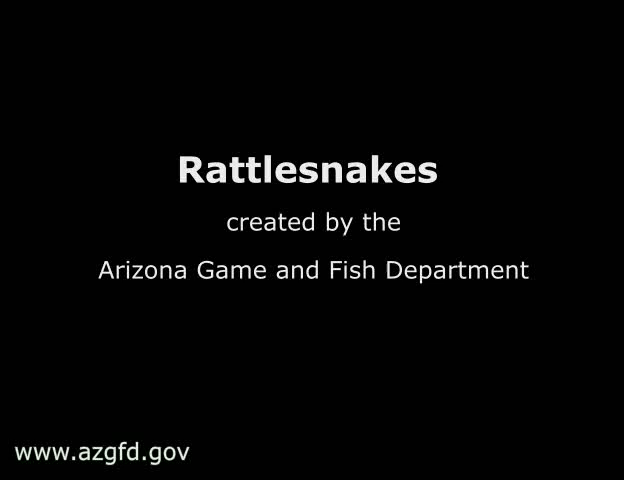 Rattlesnakes
created by the
Arizona Game and Fish Department
www.azgfd.gov